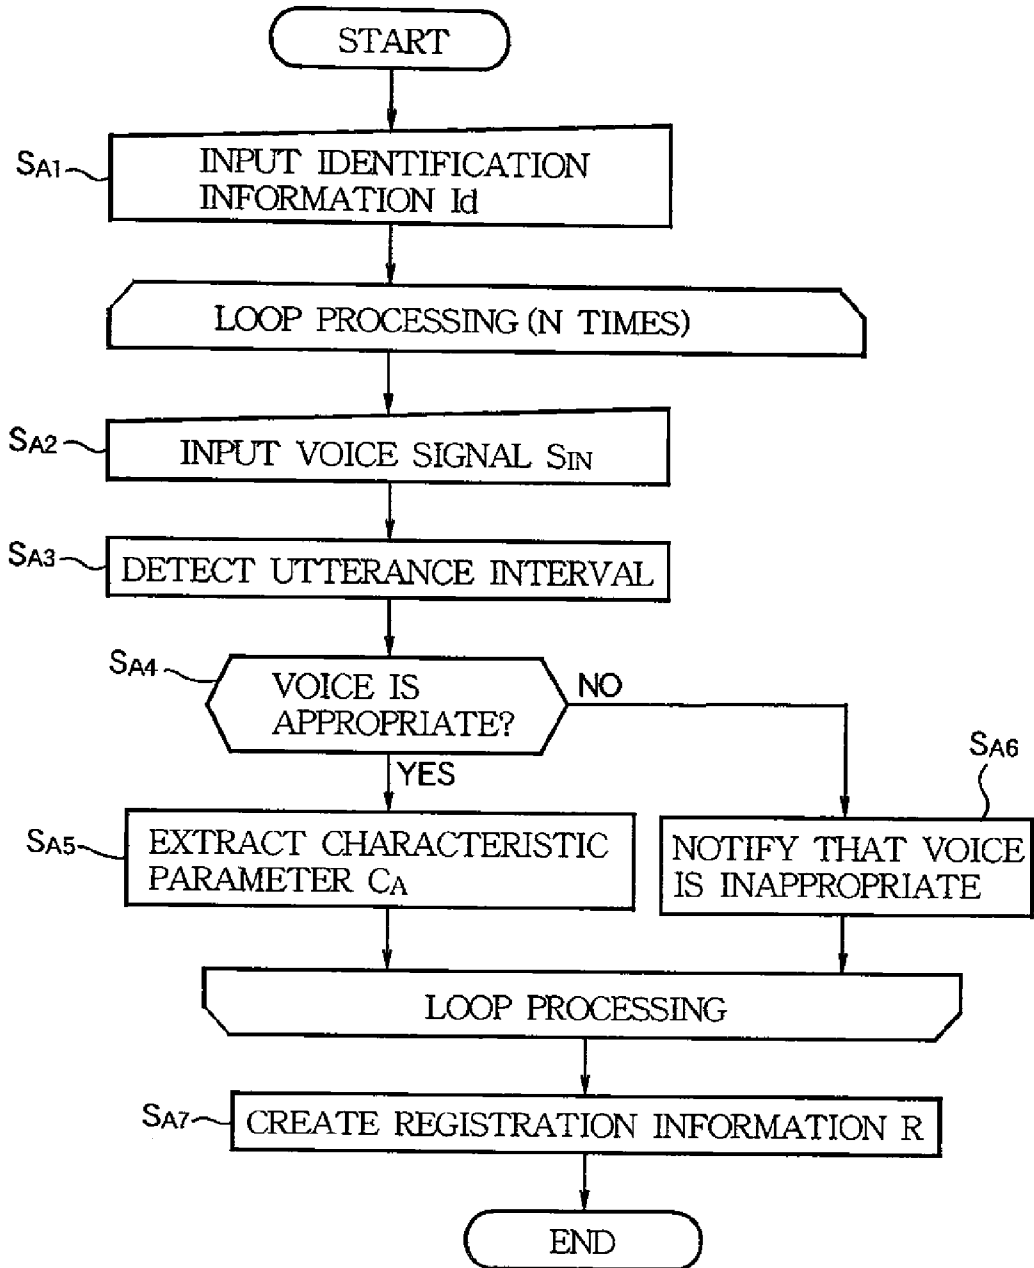 START
SA1
INPUT IDENTIFICATION
INFORMATION Id
LOOP PROCESSING (N TIMES)
SA2
INPUT VOICE SIGNAL SIN
SA3
DETECT UTTERANCE INTERVAL
SA4
VOICE IS
APPROPRIATE?
NO
YES
SA5
EXTRACT CHARACTERISTIC
PARAMETER CA
SA6
NOTIFY THAT VOICE
IS INAPPROPRIATE
LOOP PROCESSING
SA7
CREATE REGISTRATION INFORMATION R
END